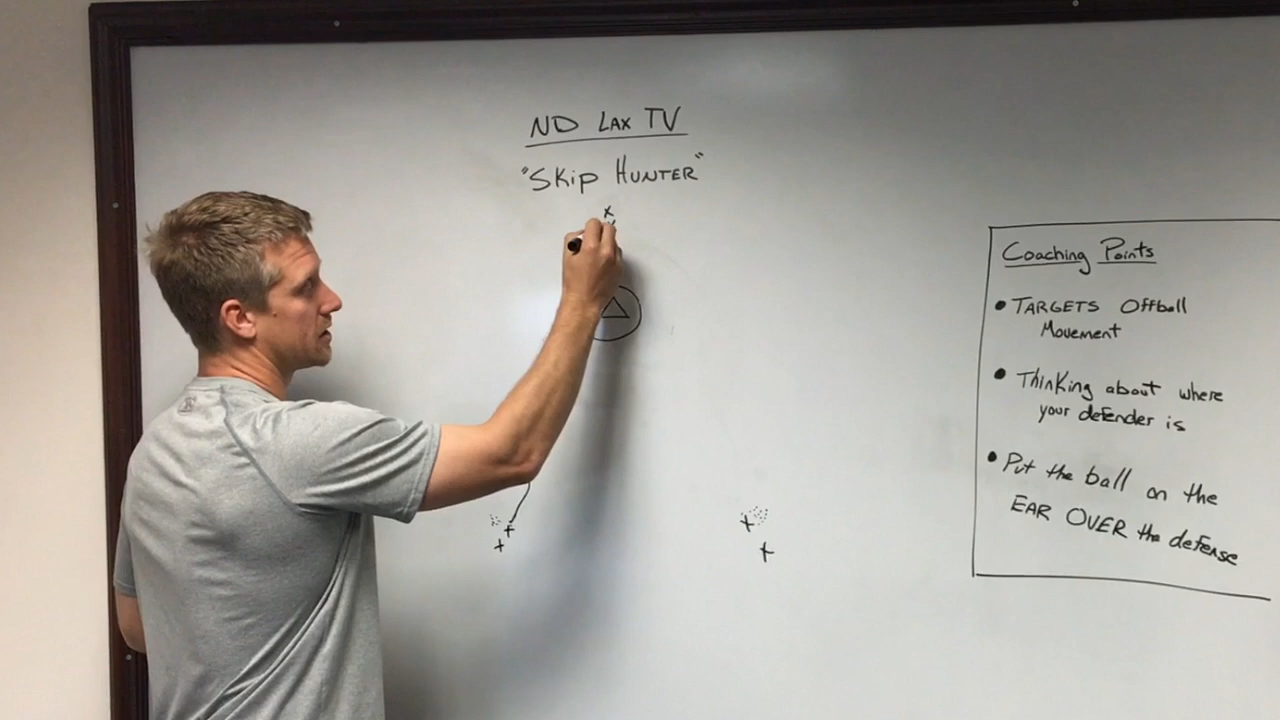 ND LAX TV
"Skip HUNTER"
Coaching Points
• TARGETS Offball
Movement
• Thinking about where
your defender is
• Put the ball on the
EAR OVER the defense